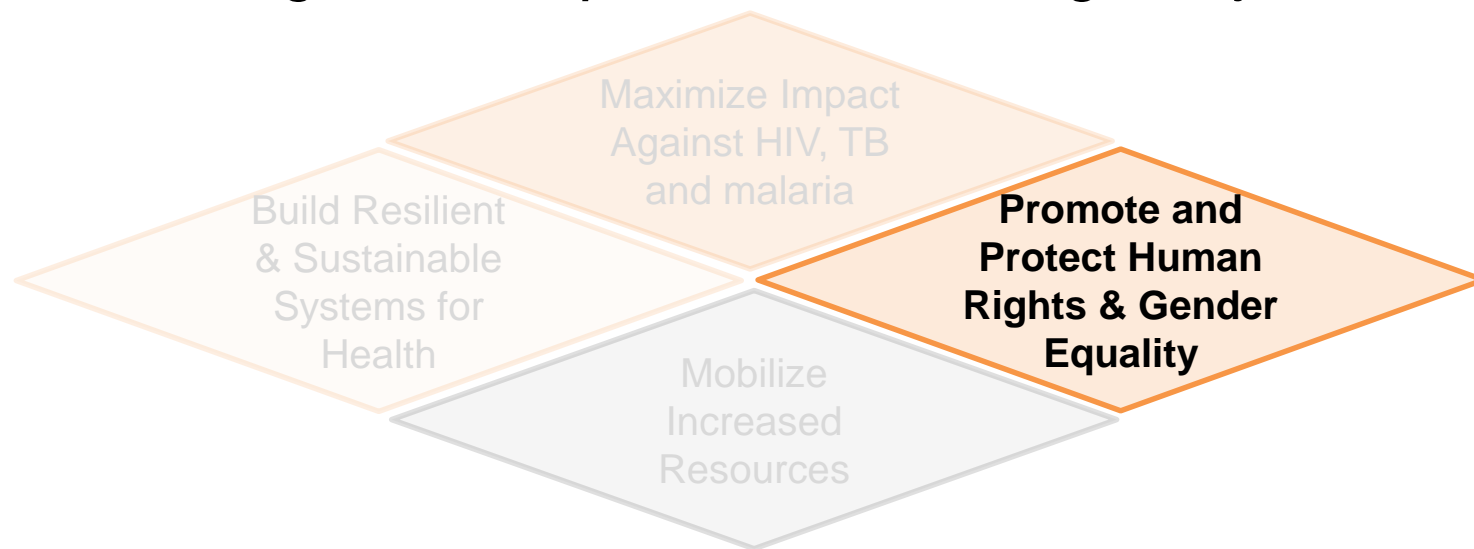 Maximize Impact
Against HIV, TB
and malaria
Build Resilient
& Sustainable
Systems for
Health
Promote and
Protect Human
Rights & Gender
Equality
Mobilize
Increased
Resources